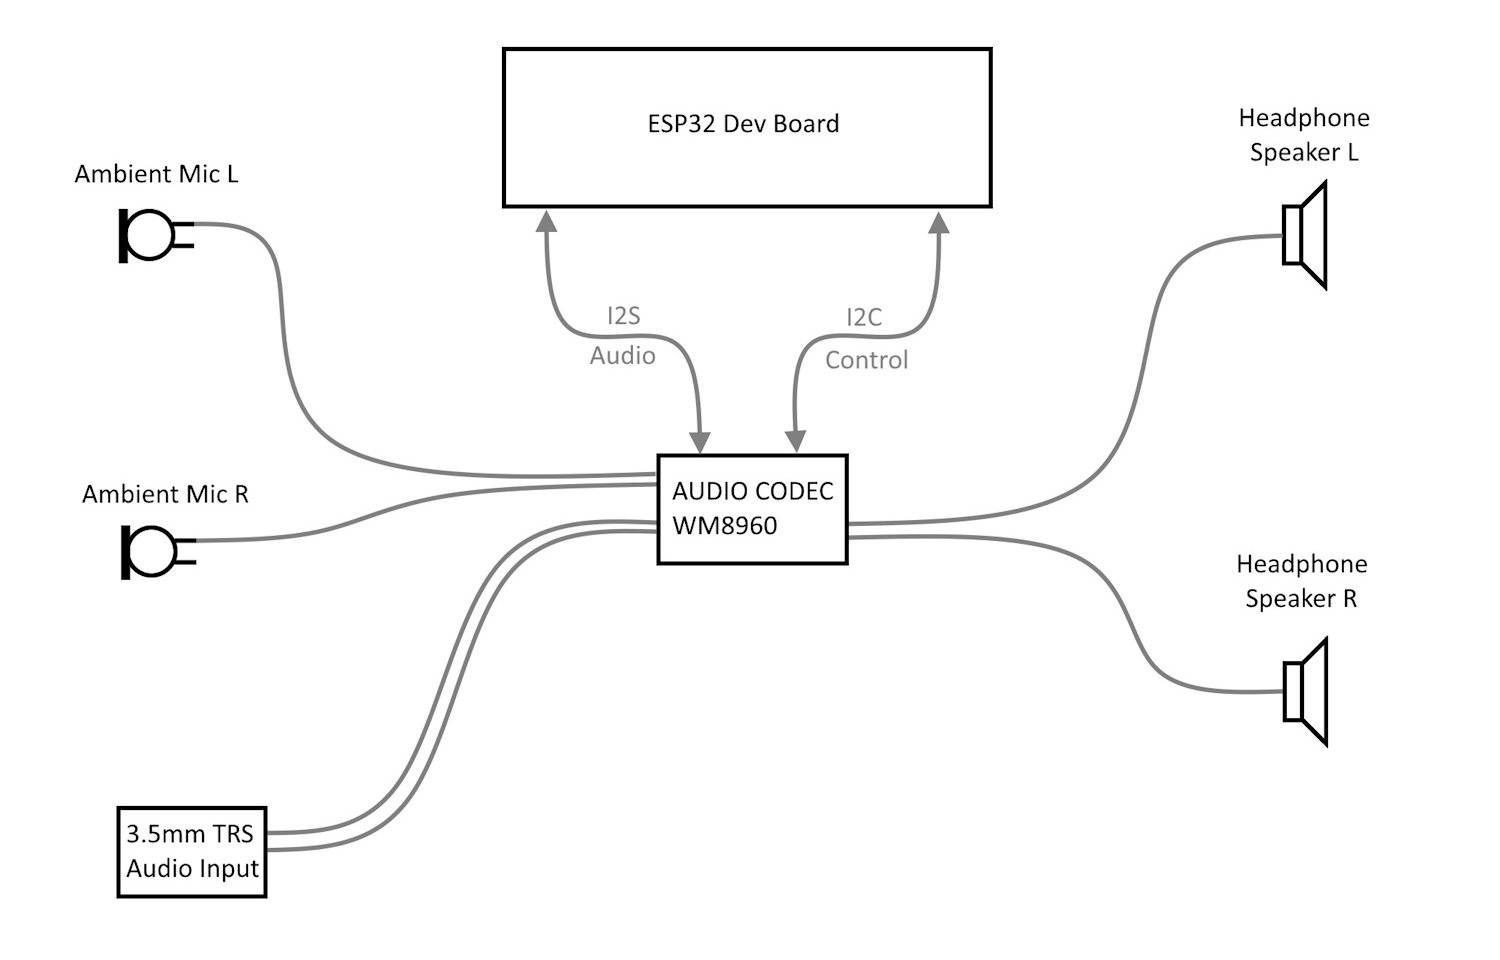 ESP32 Dev Board
Headphone
Speaker L
Ambient Mic L
I2S
Audio
I2C
Control
Ambient Mic R
AUDIO CODEC
WM8960
Headphone
Speaker R
3.5mm TRS
Audio Input